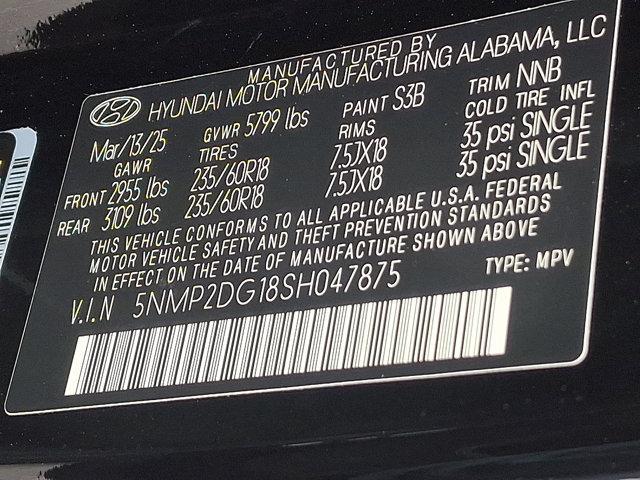 MANUFACTURED BY
HYUNDAI MOTOR MANUFACTURING ALABAMA, LLC
Mar/13/25 GVWR 5799 lbs PAINT S3B TRIM NNB
GAWR TIRES RIMS COLD TIRE INFL
FRONT 2955 lbs 235/60R18 7.5JX18 35 psi SINGLE
REAR 3109 lbs 235/60R18 7.5JX18 35 psi SINGLE
THIS VEHICLE CONFORMS TO ALL APPLICABLE U.S.A. FEDERAL
MOTOR VEHICLE SAFETY AND THEFT PREVENTION STANDARDS
IN EFFECT ON THE DATE OF MANUFACTURE SHOWN ABOVE
V.I.N 5NMP2DG18SH047875 TYPE: MPV